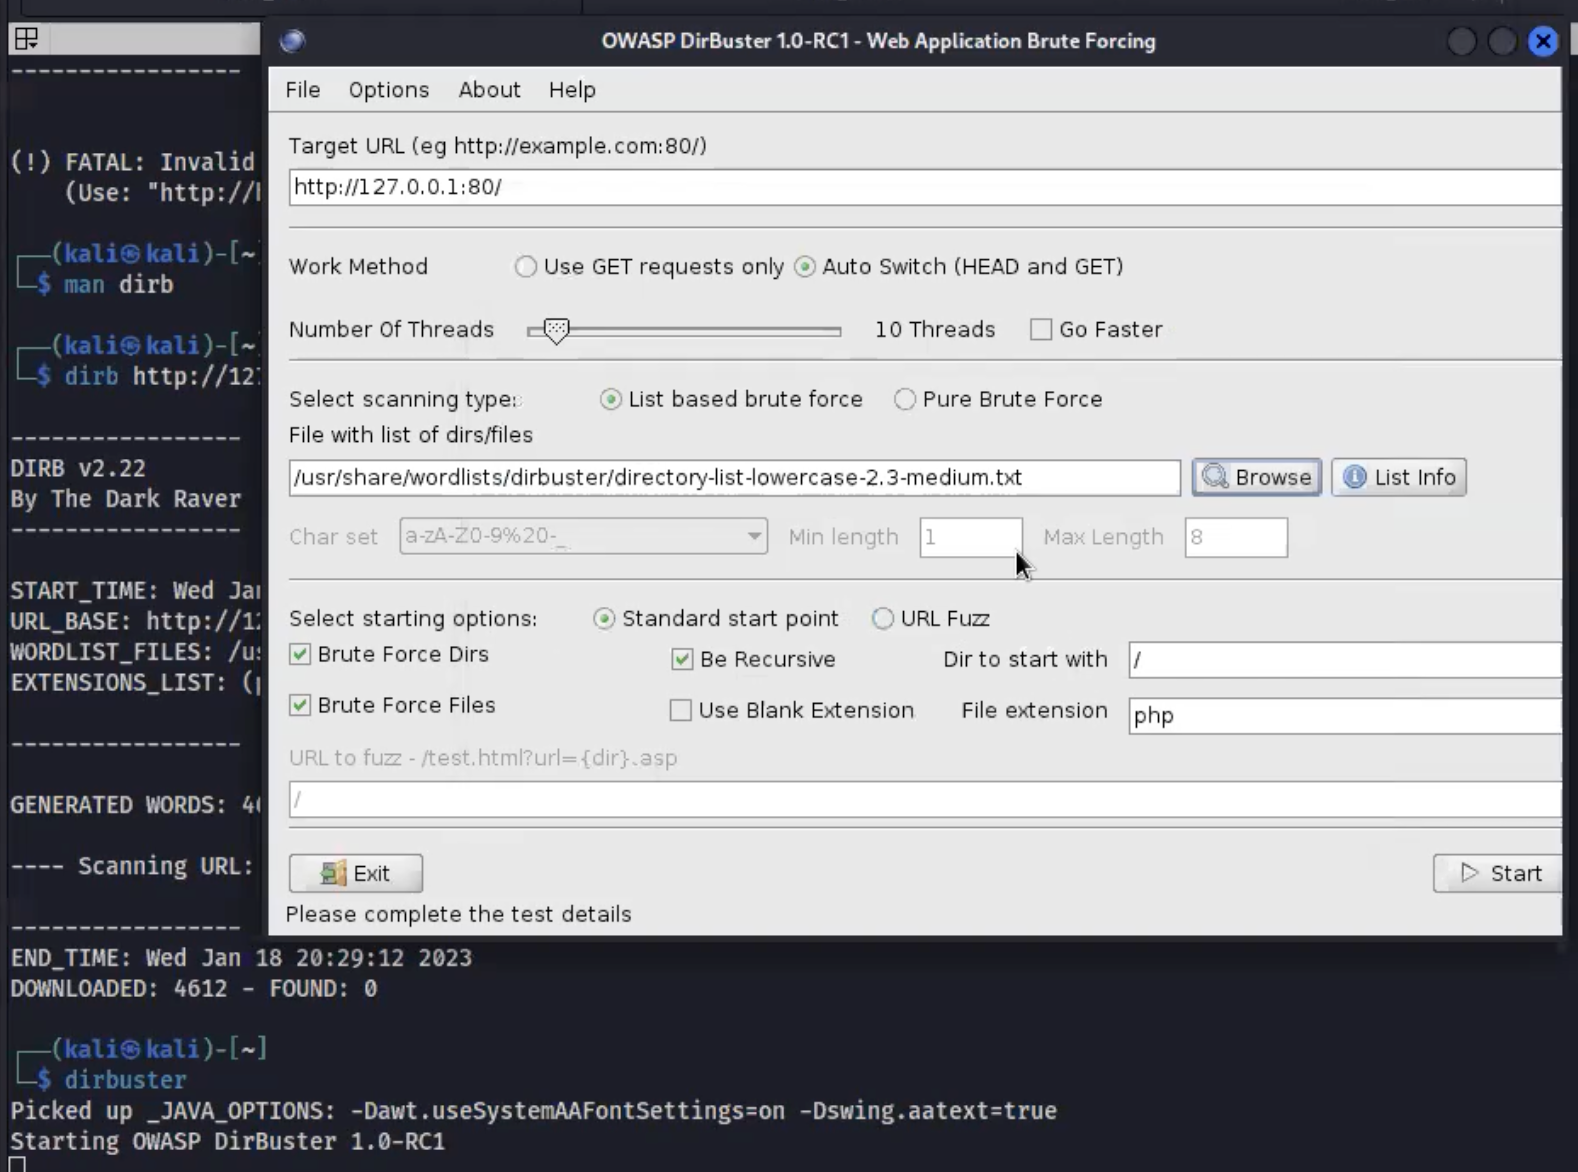 OWASP DirBuster 1.0-RC1 - Web Application Brute Forcing
File Options About Help
Target URL (eg http://example.com:80/)
http://127.0.0.1:80/
Work Method Use GET requests only Auto Switch (HEAD and GET)
Number Of Threads 10 Threads Go Faster
Select scanning type: List based brute force Pure Brute Force
File with list of dirs/files
/usr/share/wordlists/dirbuster/directory-list-lowercase-2.3-medium.txt Browse List Info
Char set a-zA-Z0-9%20-_ Min length 1 Max Length 8
Select starting options: Standard start point URL Fuzz
Brute Force Dirs Be Recursive Dir to start with /
Brute Force Files Use Blank Extension File extension php
URL to fuzz - /test.html?url={dir}.asp
/
Exit Start
Please complete the test details
----------------
(!) FATAL: Invalid
(Use: "http://
┌──(kali㉿kali)-[~
└─$ man dirb
┌──(kali㉿kali)-[~
└─$ dirb http://12
----------------
DIRB v2.22
By The Dark Raver
----------------
START_TIME: Wed Jan
URL_BASE: http://12
WORDLIST_FILES: /us
EXTENSIONS_LIST: (
----------------
GENERATED WORDS: 4
---- Scanning URL:
----------------
END_TIME: Wed Jan 18 20:29:12 2023
DOWNLOADED: 4612 - FOUND: 0
┌──(kali㉿kali)-[~]
└─$ dirbuster
Picked up _JAVA_OPTIONS: -Dawt.useSystemAAFontSettings=on -Dswing.aatext=true
Starting OWASP DirBuster 1.0-RC1